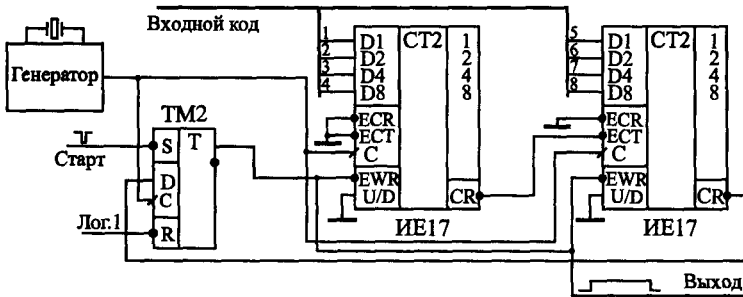 Входной код
Генератор
ТМ2
S T
D
C
R
Старт
Лог.1
1
2
3
4
D1 CT2 1
D2 2
D4 4
D8 8
ECR
ECT
C
EWR
U/D CR
ИЕ17
5
6
7
8
D1 CT2 1
D2 2
D4 4
D8 8
ECR
ECT
C
EWR
U/D CR
ИЕ17
Выход